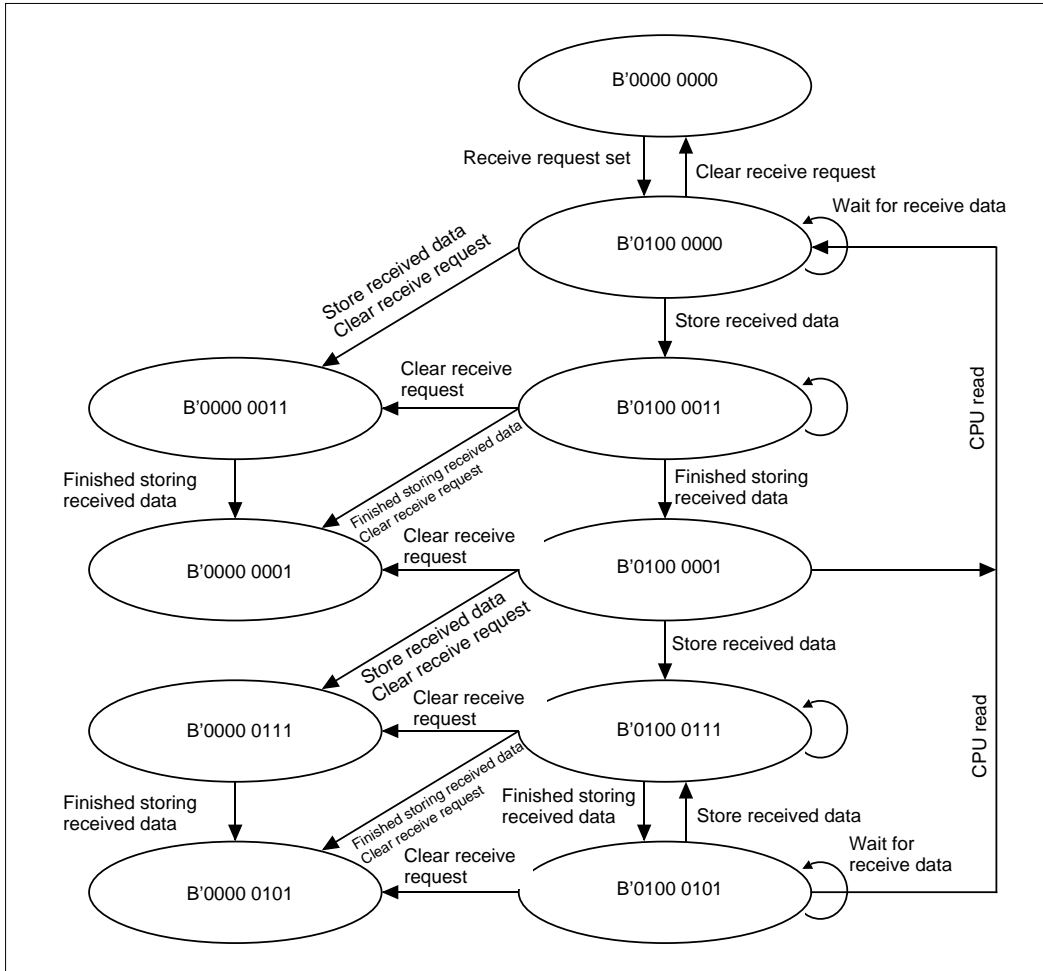 B'0000 0000
Receive request set
Clear receive request
Wait for receive data
B'0100 0000
Store received data
Clear receive request
Store received data
Clear receive
request
B'0000 0011
B'0100 0011
CPU read
Finished storing
received data
Finished storing received data
Clear receive request
Finished storing
received data
Clear receive
request
B'0000 0001
B'0100 0001
Store received data
Clear receive request
Store received data
Clear receive
request
B'0000 0111
B'0100 0111
CPU read
Finished storing
received data
Finished storing received data
Clear receive request
Finished storing
received data
Store received data
Clear receive
request
Wait for
receive data
B'0000 0101
B'0100 0101